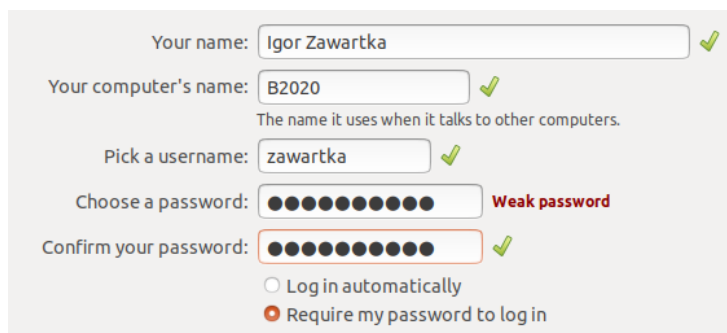 Your name: Igor Zawartka
Your computer's name: B2020
The name it uses when it talks to other computers.
Pick a username: zawartka
Choose a password: ●●●●●●●●●● Weak password
Confirm your password: ●●●●●●●●●●
Log in automatically
Require my password to log in